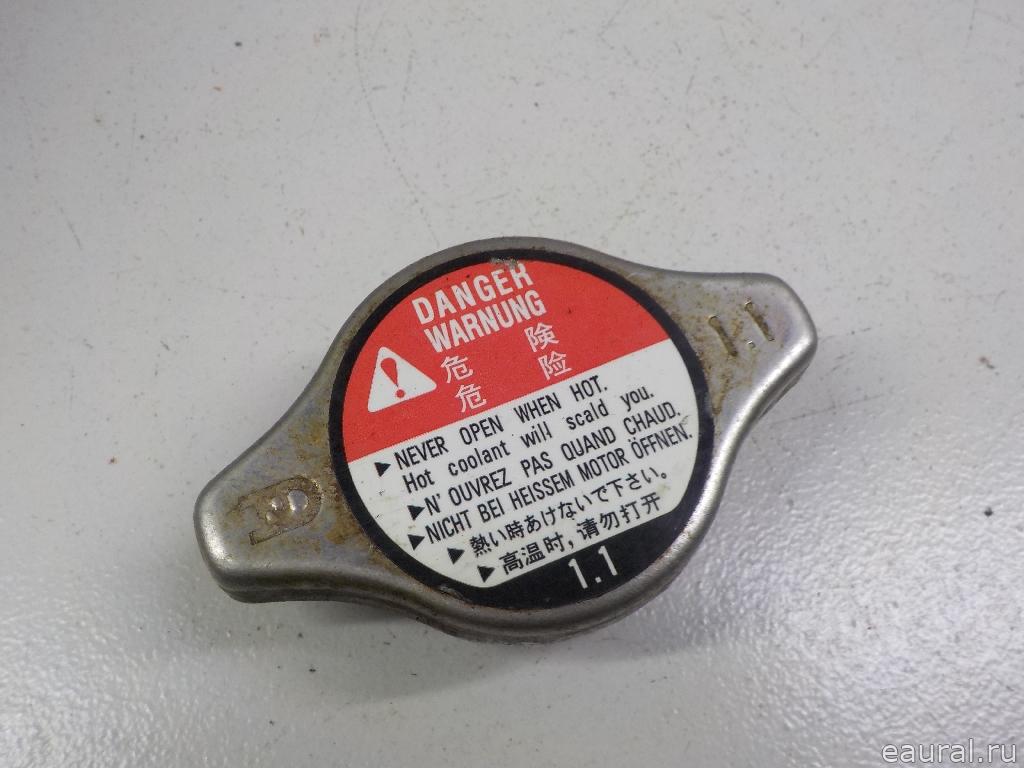 DANGER
WARNUNG
危 険
危 险
▶NEVER OPEN WHEN HOT.
Hot coolant will scald you.
▶N'OUVREZ PAS QUAND CHAUD.
▶NICHT BEI HEISSEM MOTOR ÖFFNEN.
▶熱い時あけないで下さい。
▶高温时,请勿打开
1.1
1.1
eaural.ru